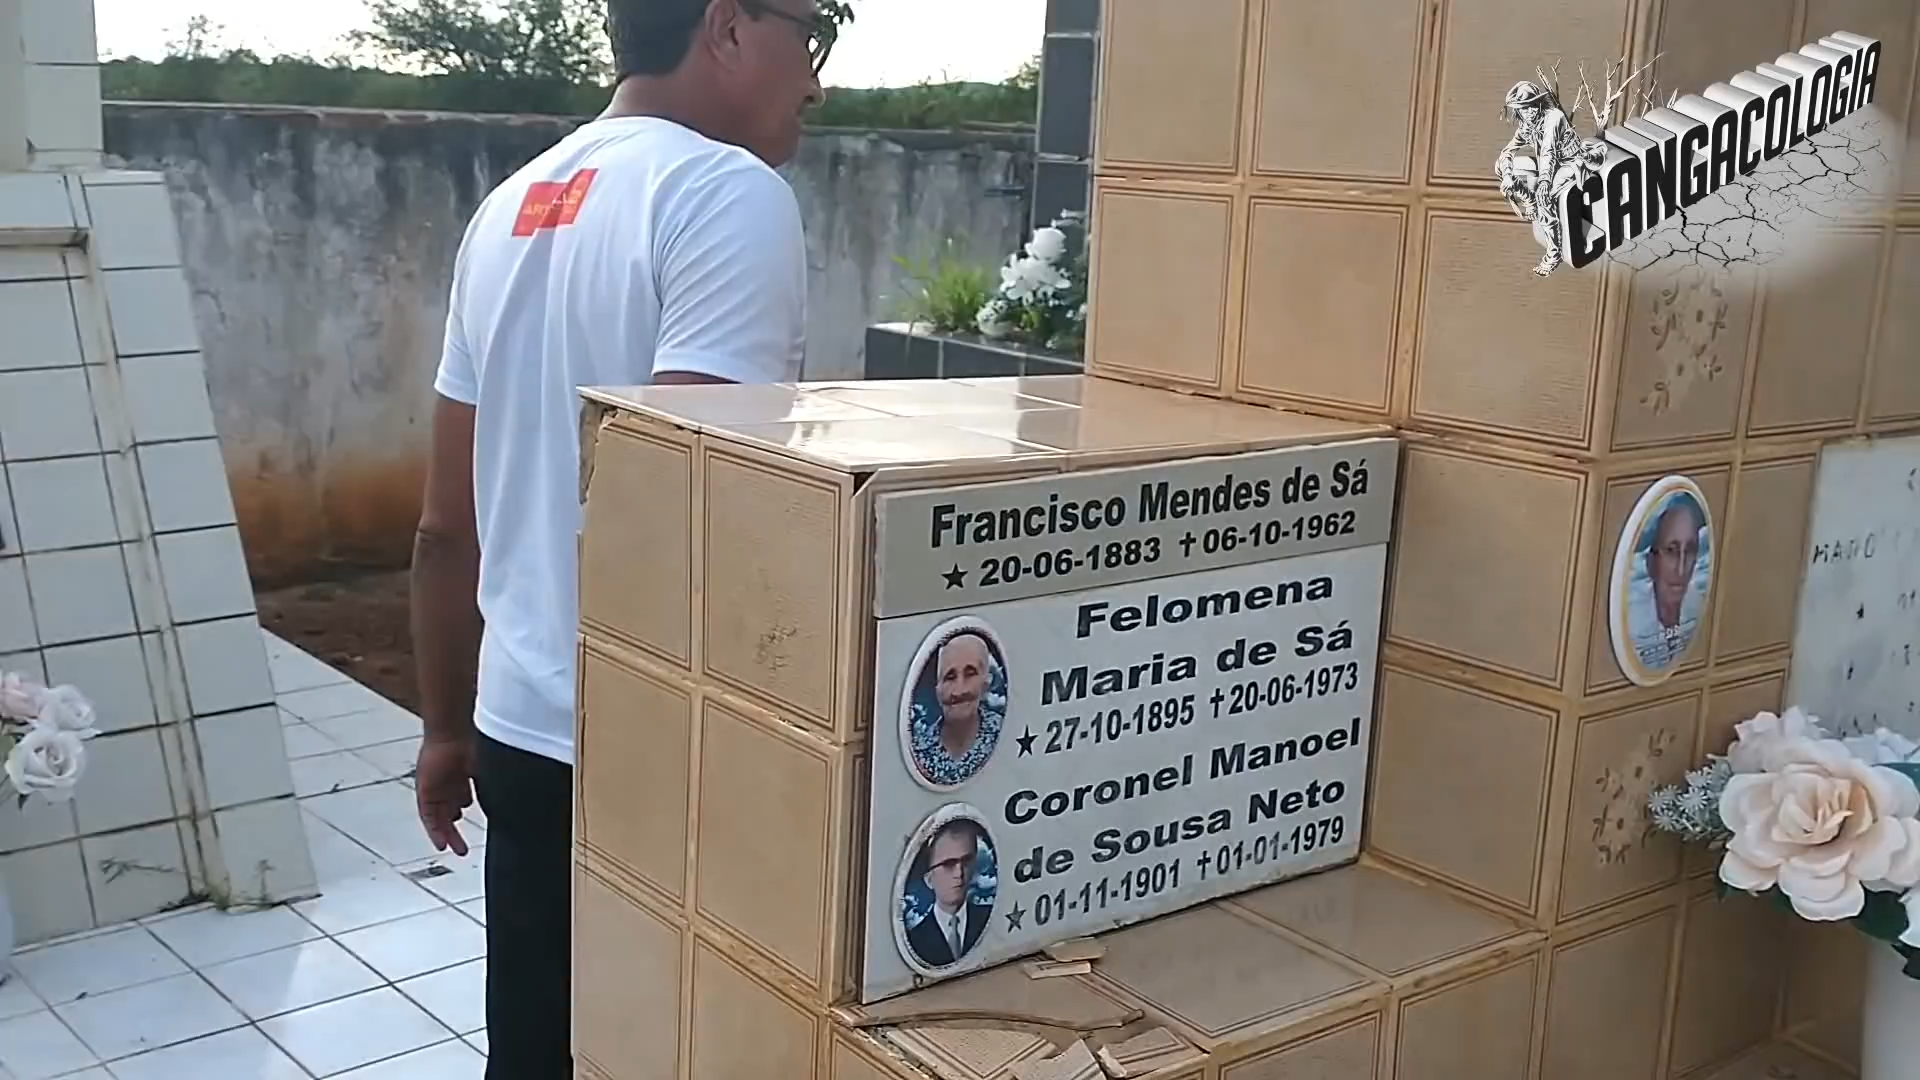 CANGACOLOGIA
Francisco Mendes de Sá
★ 20-06-1883 ✝06-10-1962
Felomena
Maria de Sá
★ 27-10-1895 ✝20-06-1973
Coronel Manoel
de Sousa Neto
★ 01-11-1901 ✝01-01-1979